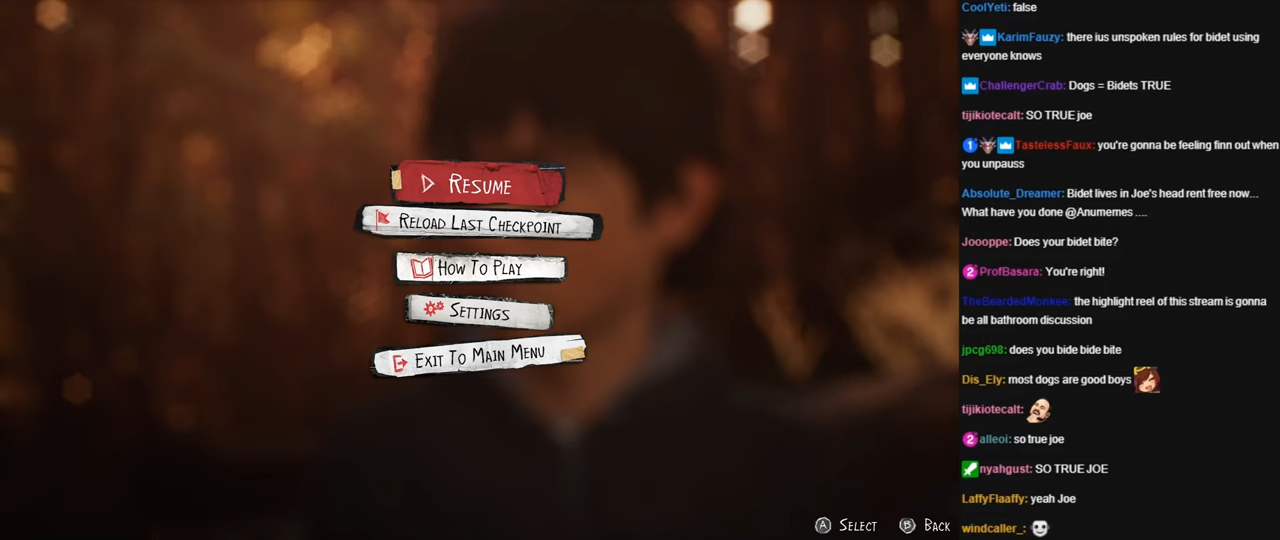 RESUME
RELOAD LAST CHECKPOINT
HOW TO PLAY
SETTINGS
EXIT TO MAIN MENU
A SELECT B BACK
CoolYeti: false
KarimFauzy: there ius unspoken rules for bidet using
everyone knows
ChallengerCrab: Dogs = Bidets TRUE
tijikiotecalt: SO TRUE joe
1 TastelessFaux: you're gonna be feeling finn out when
you unpauss
Absolute_Dreamer: Bidet lives in Joe's head rent free now...
What have you done @Anumemes ....
Joooppe: Does your bidet bite?
2 ProfBasara: You're right!
TheBeardedMonkee: the highlight reel of this stream is gonna
be all bathroom discussion
jpcg698: does you bide bide bite
Dis_Ely: most dogs are good boys
tijikiotecalt:
2 alleoi: so true joe
nyahgust: SO TRUE JOE
LaffyFlaaffy: yeah Joe
windcaller_: